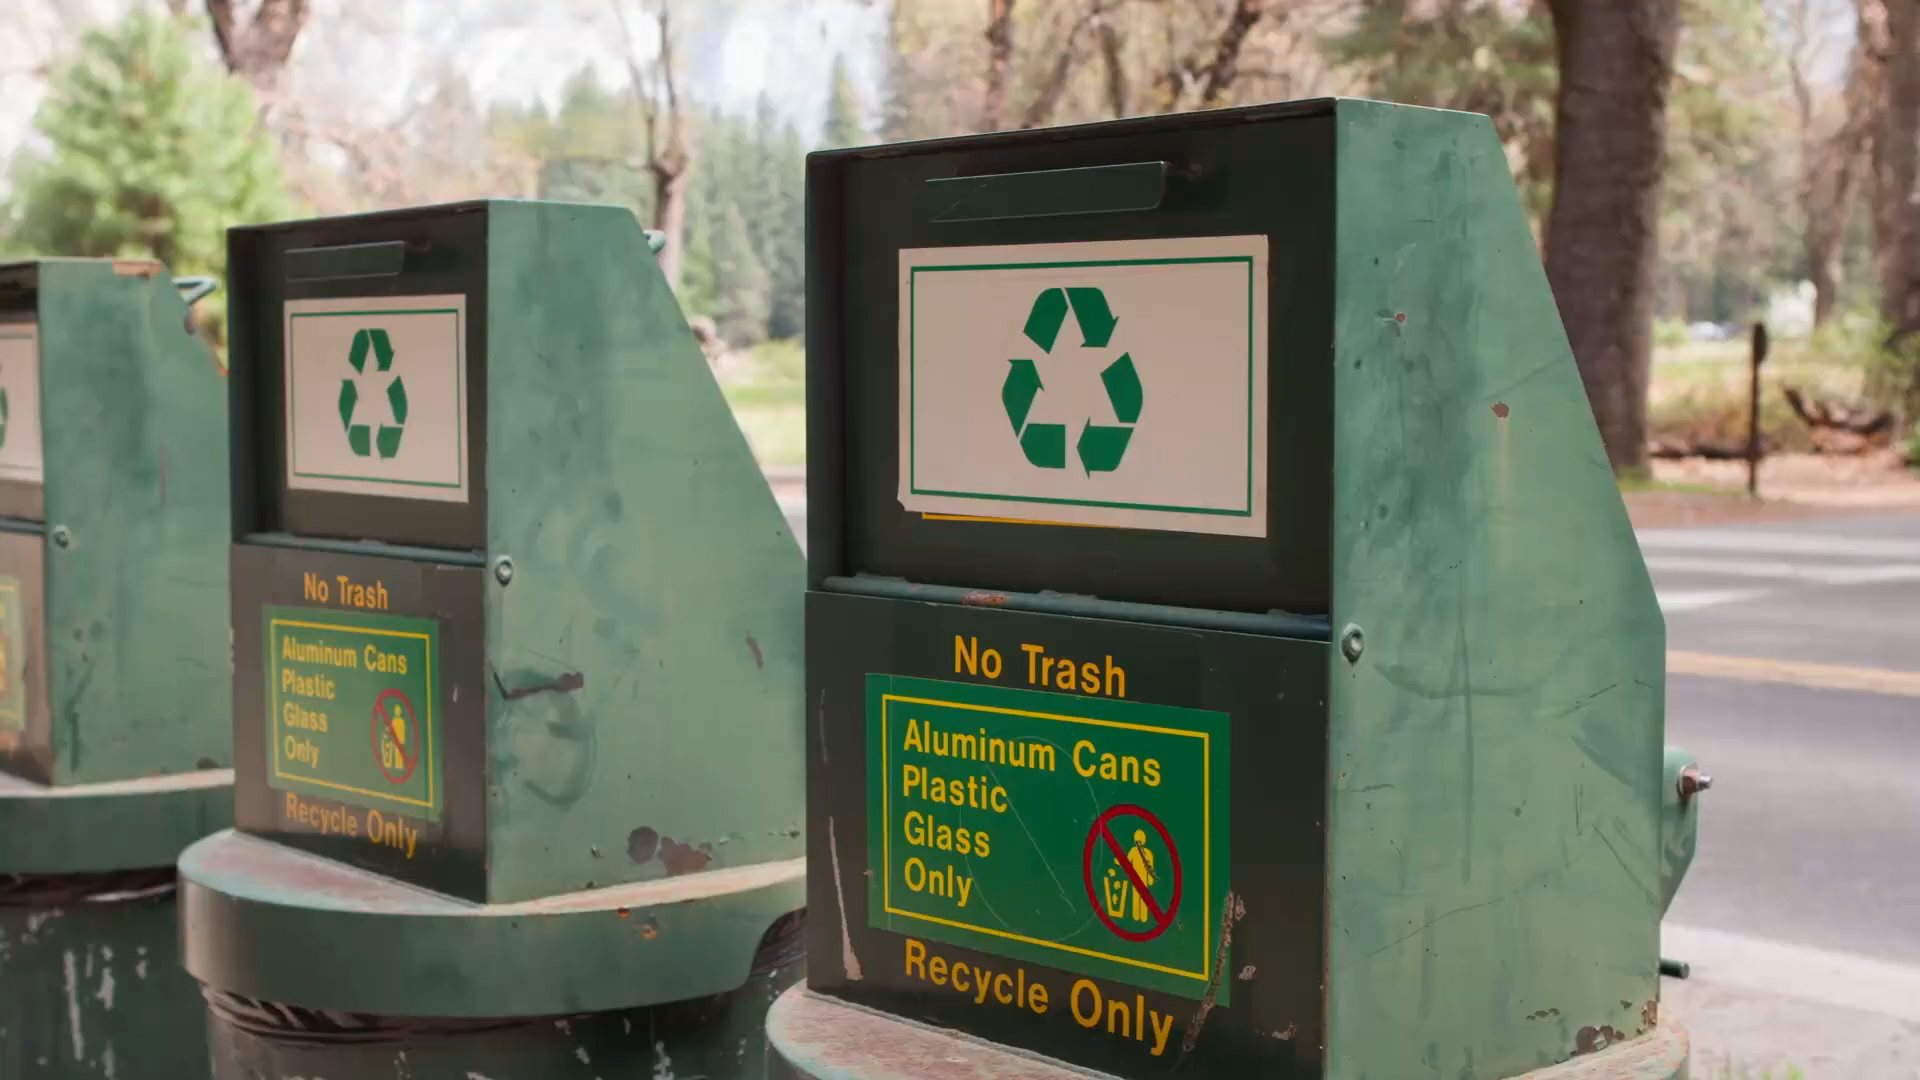 No Trash
Aluminum Cans
Plastic
Glass
Only
Recycle Only
No Trash
Aluminum Cans
Plastic
Glass
Only
Recycle Only